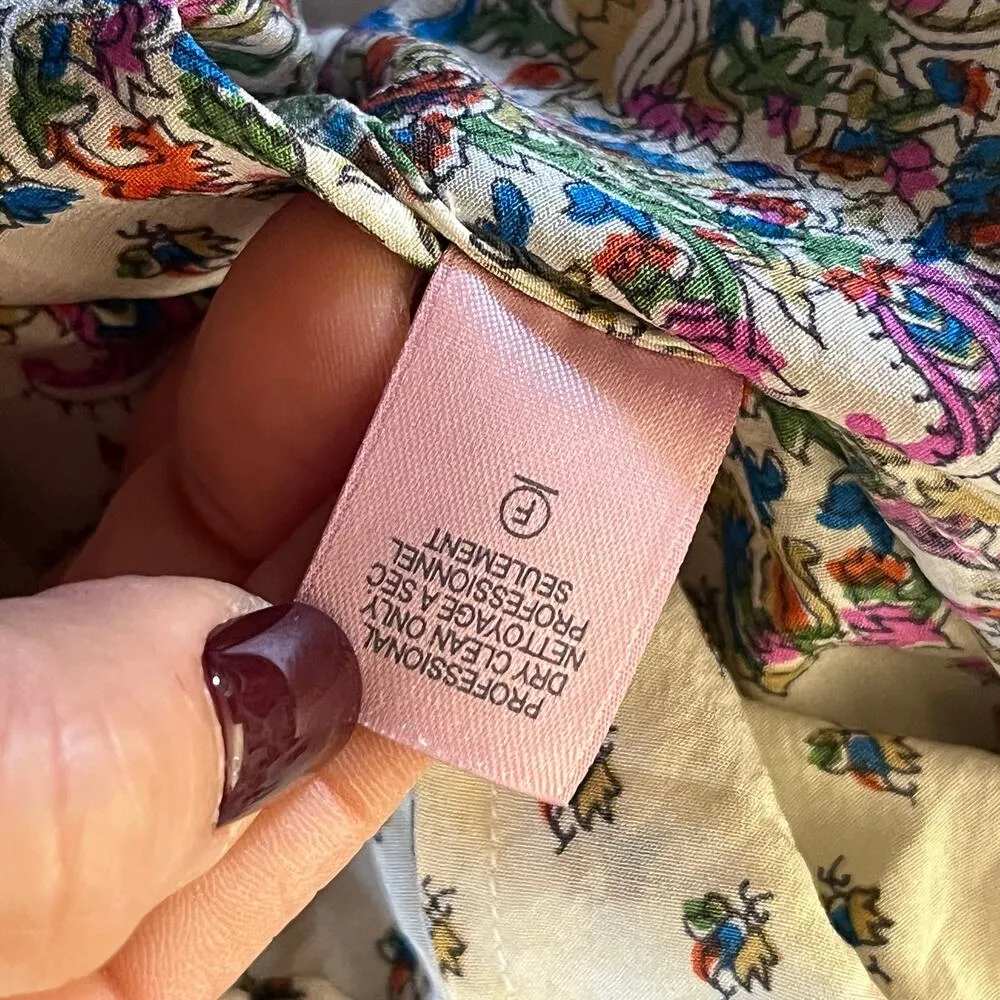 PROFESSIONAL
DRY CLEAN ONLY
NETTOYAGE A SEC
PROFESSIONNEL
SEULEMENT
F